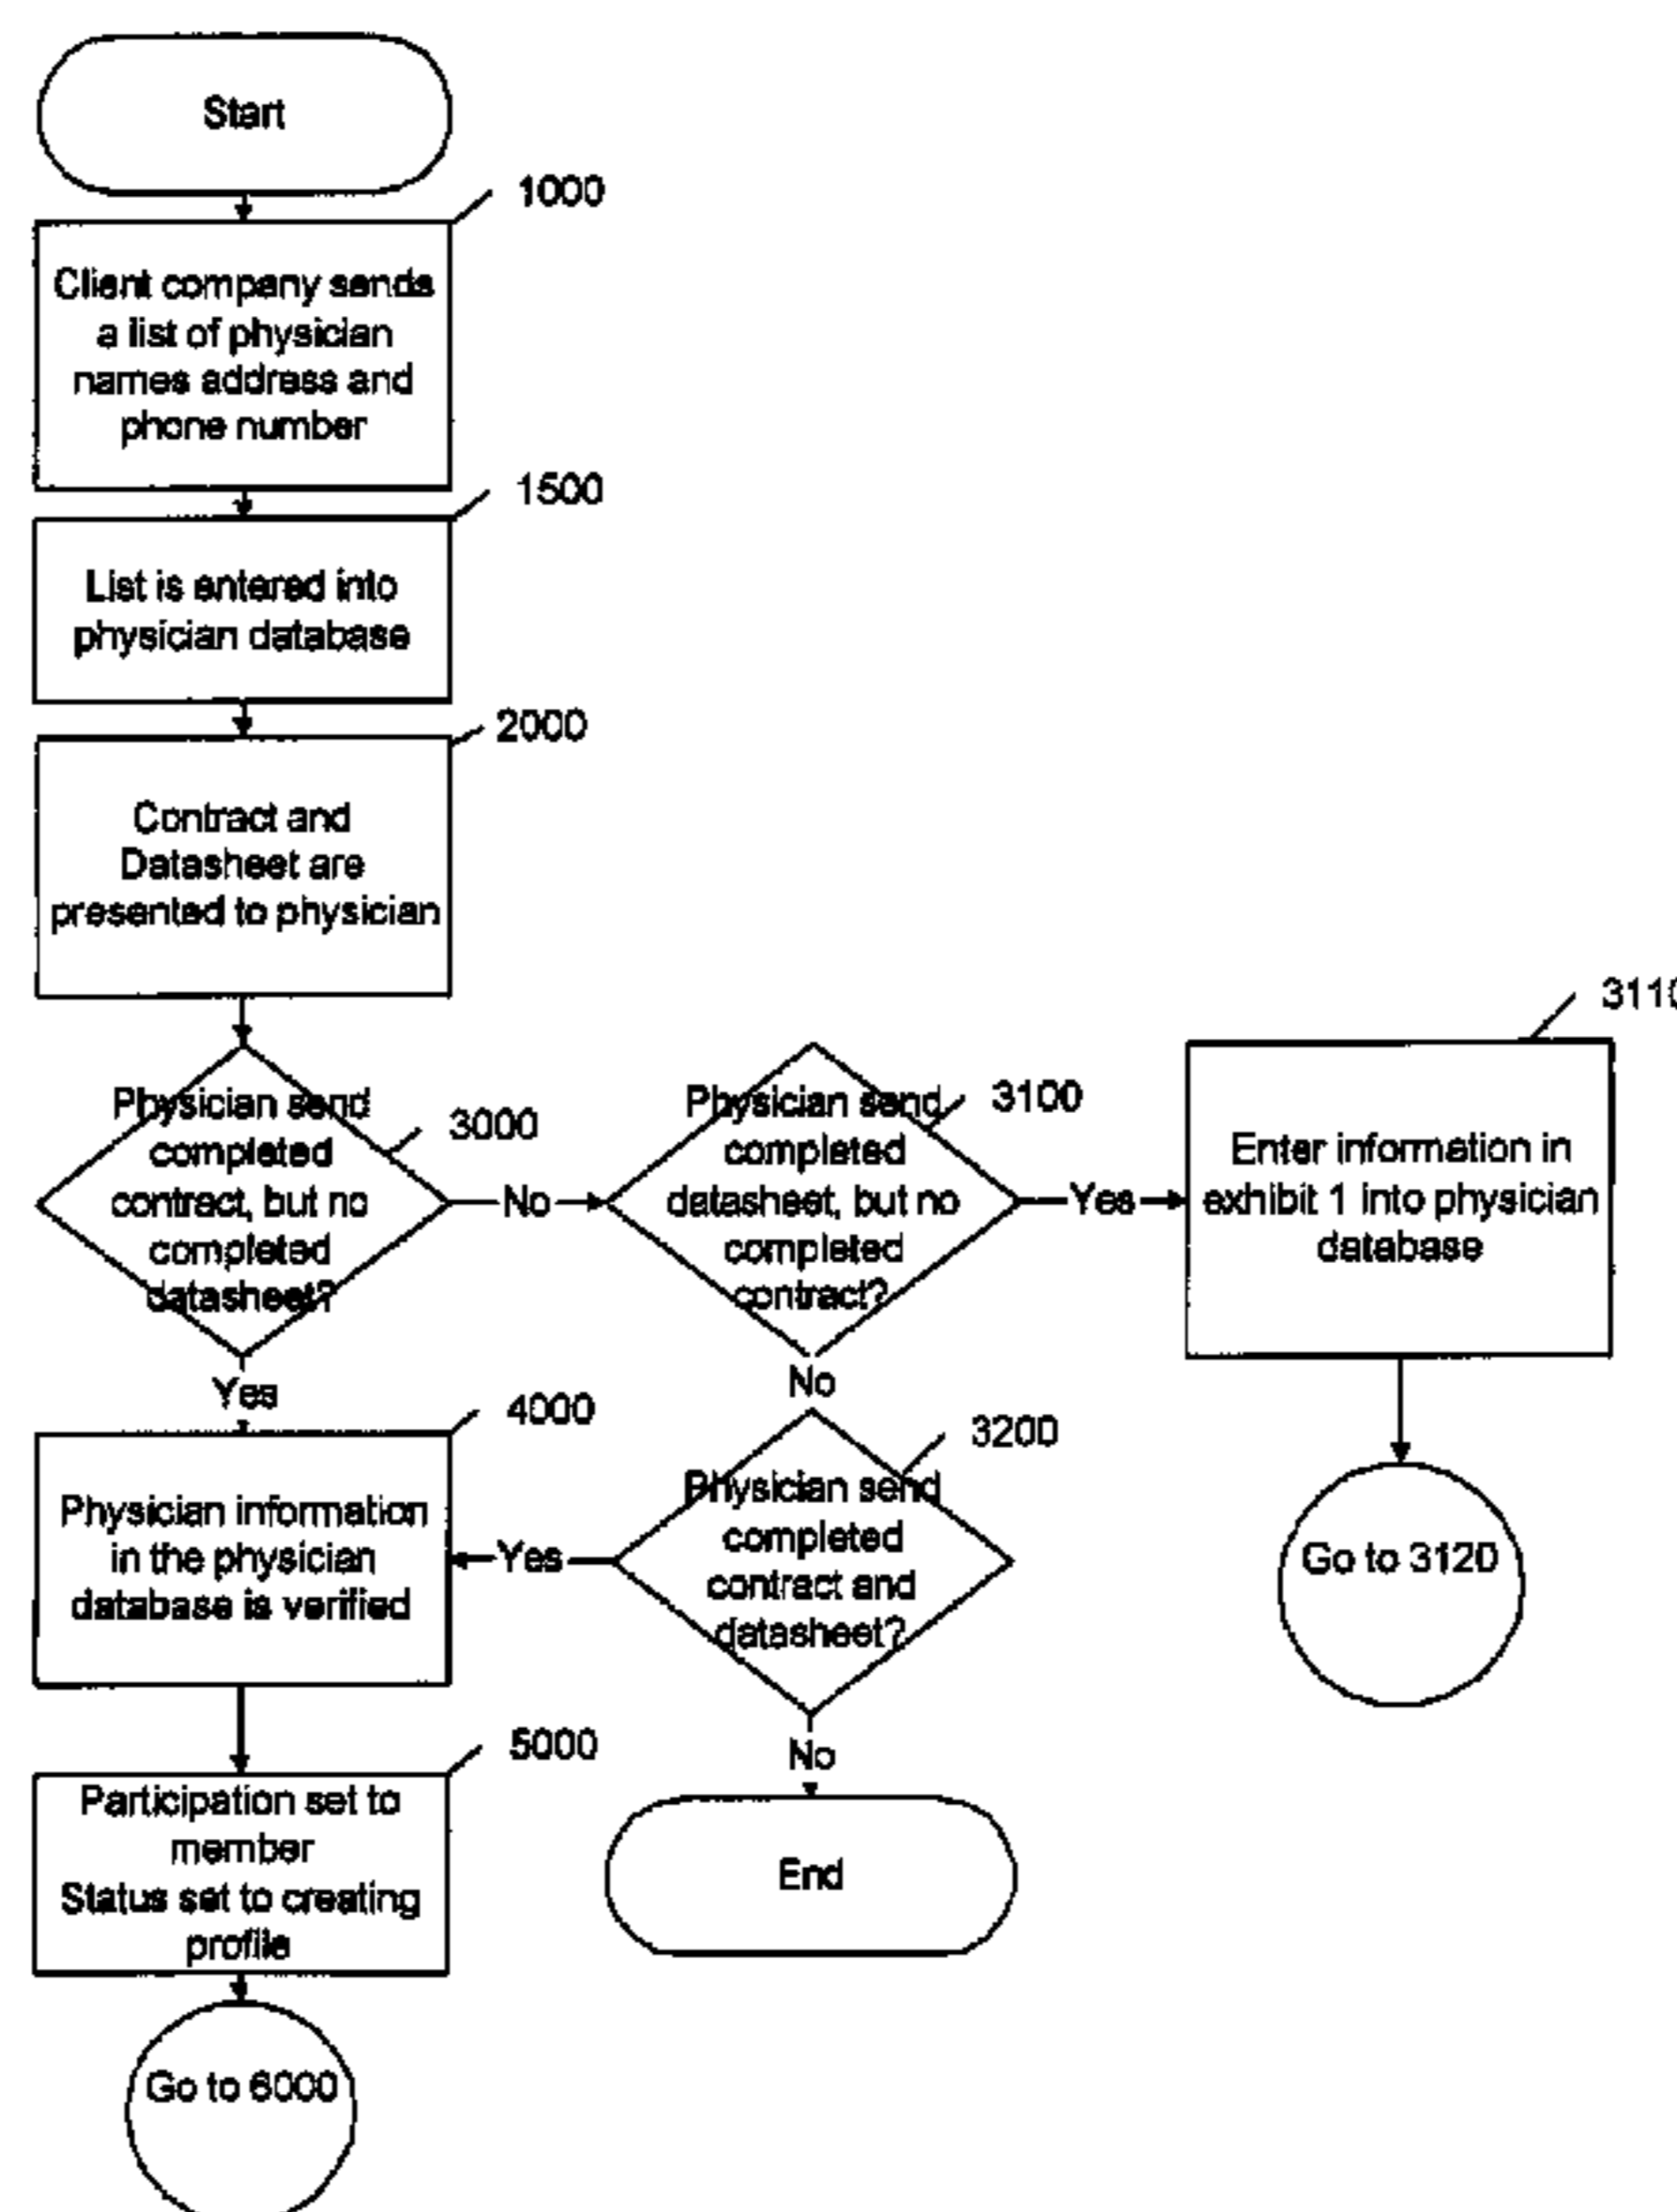 Start
1000
Client company sends
a list of physician
names address and
phone number
1500
List is entered into
physician database
2000
Contract and
Datasheet are
presented to physician
3110
Physician send
completed
contract, but no
completed
datasheet?
3000
No
Physician send
completed
datasheet, but no
completed
contract?
3100
Yes
Enter information in
exhibit 1 into physician
database
Yes
No
4000
Physician information
in the physician
database is verified
Yes
3200
Physician send
completed
contract and
datasheet?
Go to 3120
5000
No
Participation set to
member
Status set to creating
profile
End
Go to 6000